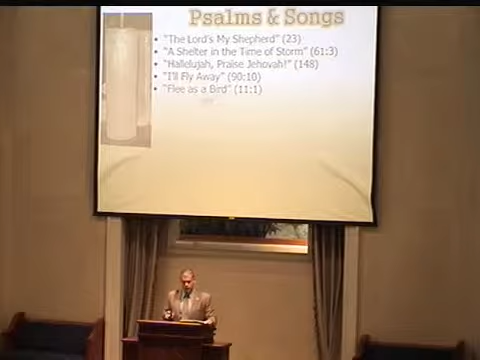 Psalms & Songs
• "The Lord's My Shepherd" (23)
• "A Shelter in the Time of Storm" (61:3)
• "Hallelujah, Praise Jehovah!" (148)
• "I'll Fly Away" (90:10)
• "Flee as a Bird" (11:1)